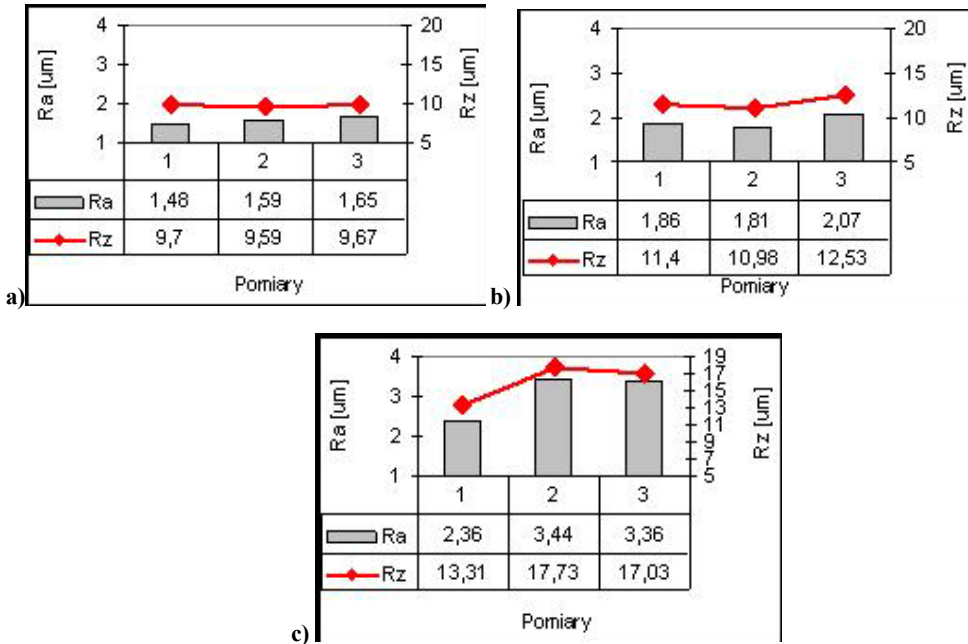 4
3
2
1
Ra [um]
20
15
10
5
Rz [um]
1 2 3
Ra 1,48 1,59 1,65
Rz 9,7 9,59 9,67
Pomiary
a)
4
3
2
1
Ra [um]
20
15
10
5
Rz [um]
1 2 3
Ra 1,86 1,81 2,07
Rz 11,4 10,98 12,53
Pomiary
b)
4
3
2
1
Ra [um]
19
17
15
13
11
9
7
5
Rz [um]
1 2 3
Ra 2,36 3,44 3,36
Rz 13,31 17,73 17,03
Pomiary
c)